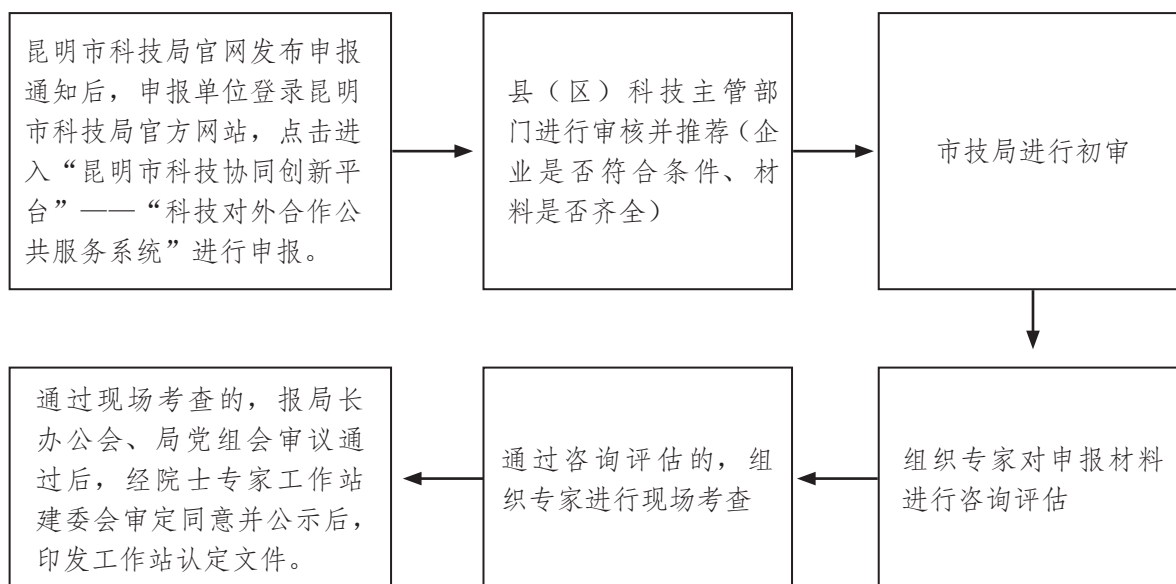 昆明市科技局官网发布申报
通知后，申报单位登录昆明
市科技局官方网站，点击进
入“昆明市科技协同创新平
台”——“科技对外合作公
共服务系统”进行申报。
县（区）科技主管部
门进行审核并推荐（企
业是否符合条件、材
料是否齐全）
市技局进行初审
组织专家对申报材料
进行咨询评估
通过咨询评估的，组
织专家进行现场考查
通过现场考查的，报局长
办公会、局党组会审议通
过后，经院士专家工作站
建委会审定同意并公示后，
印发工作站认定文件。